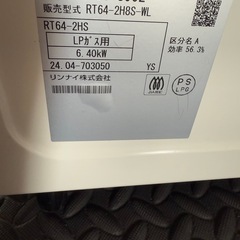 販売型式 RT64-2H8S-WL
RT64-2HS
LPガス用
6.40kW
24.04-703050 YS
リンナイ株式会社
区分名 A
効率 56.3%
PS
LPG